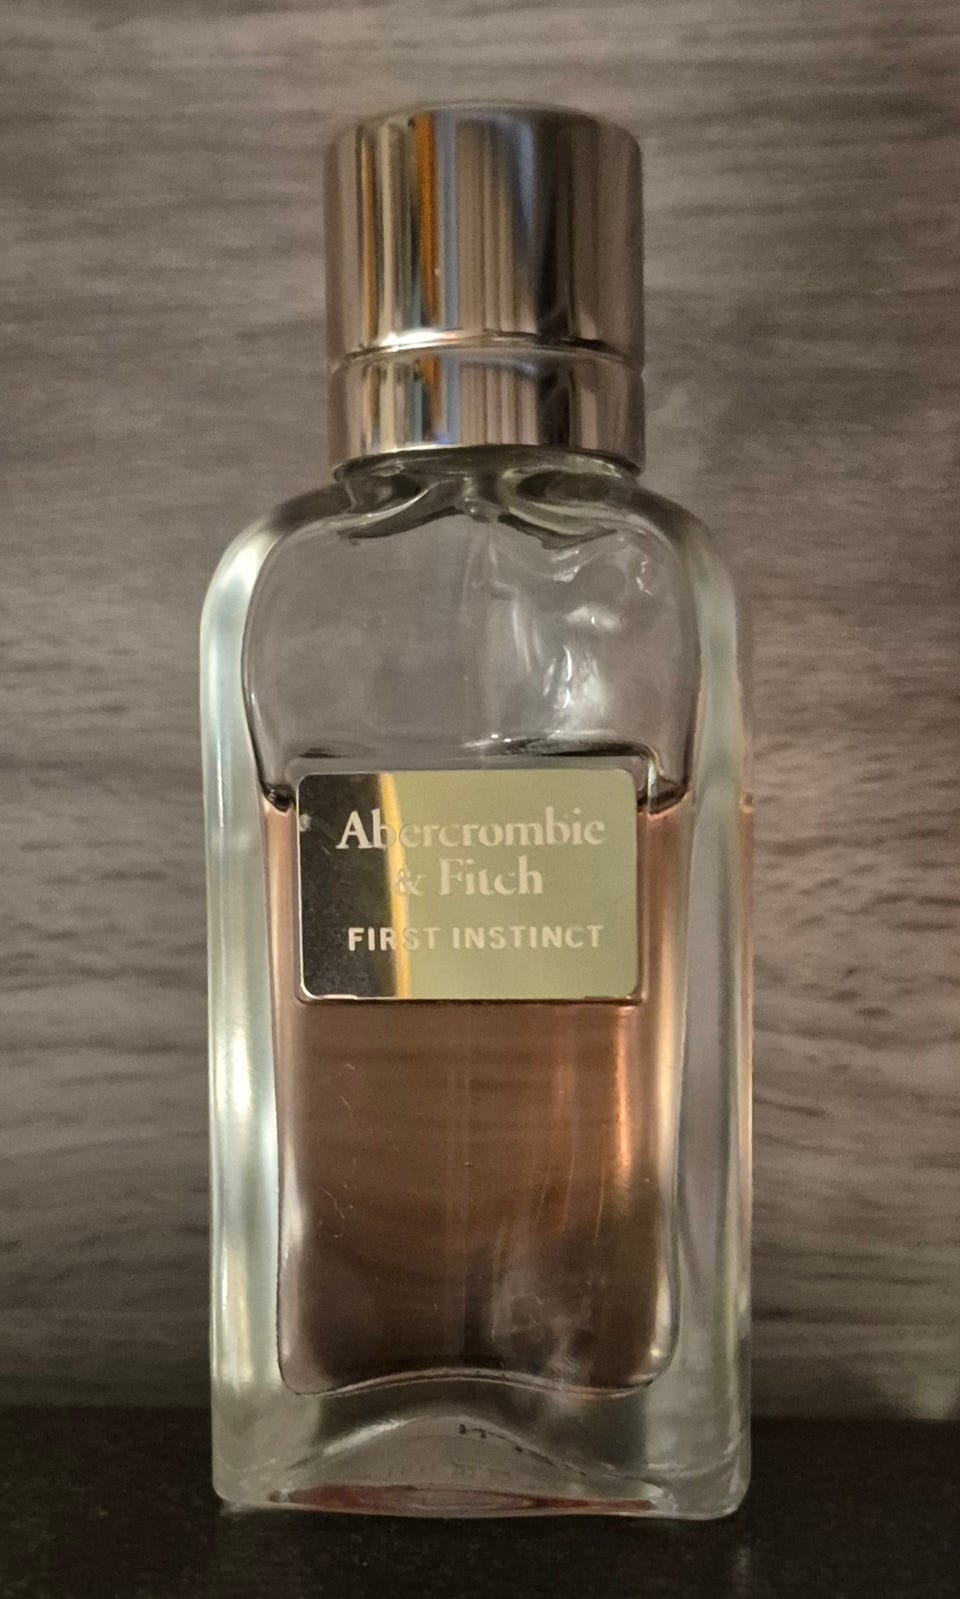 Abercrombie
& Fitch
FIRST INSTINCT